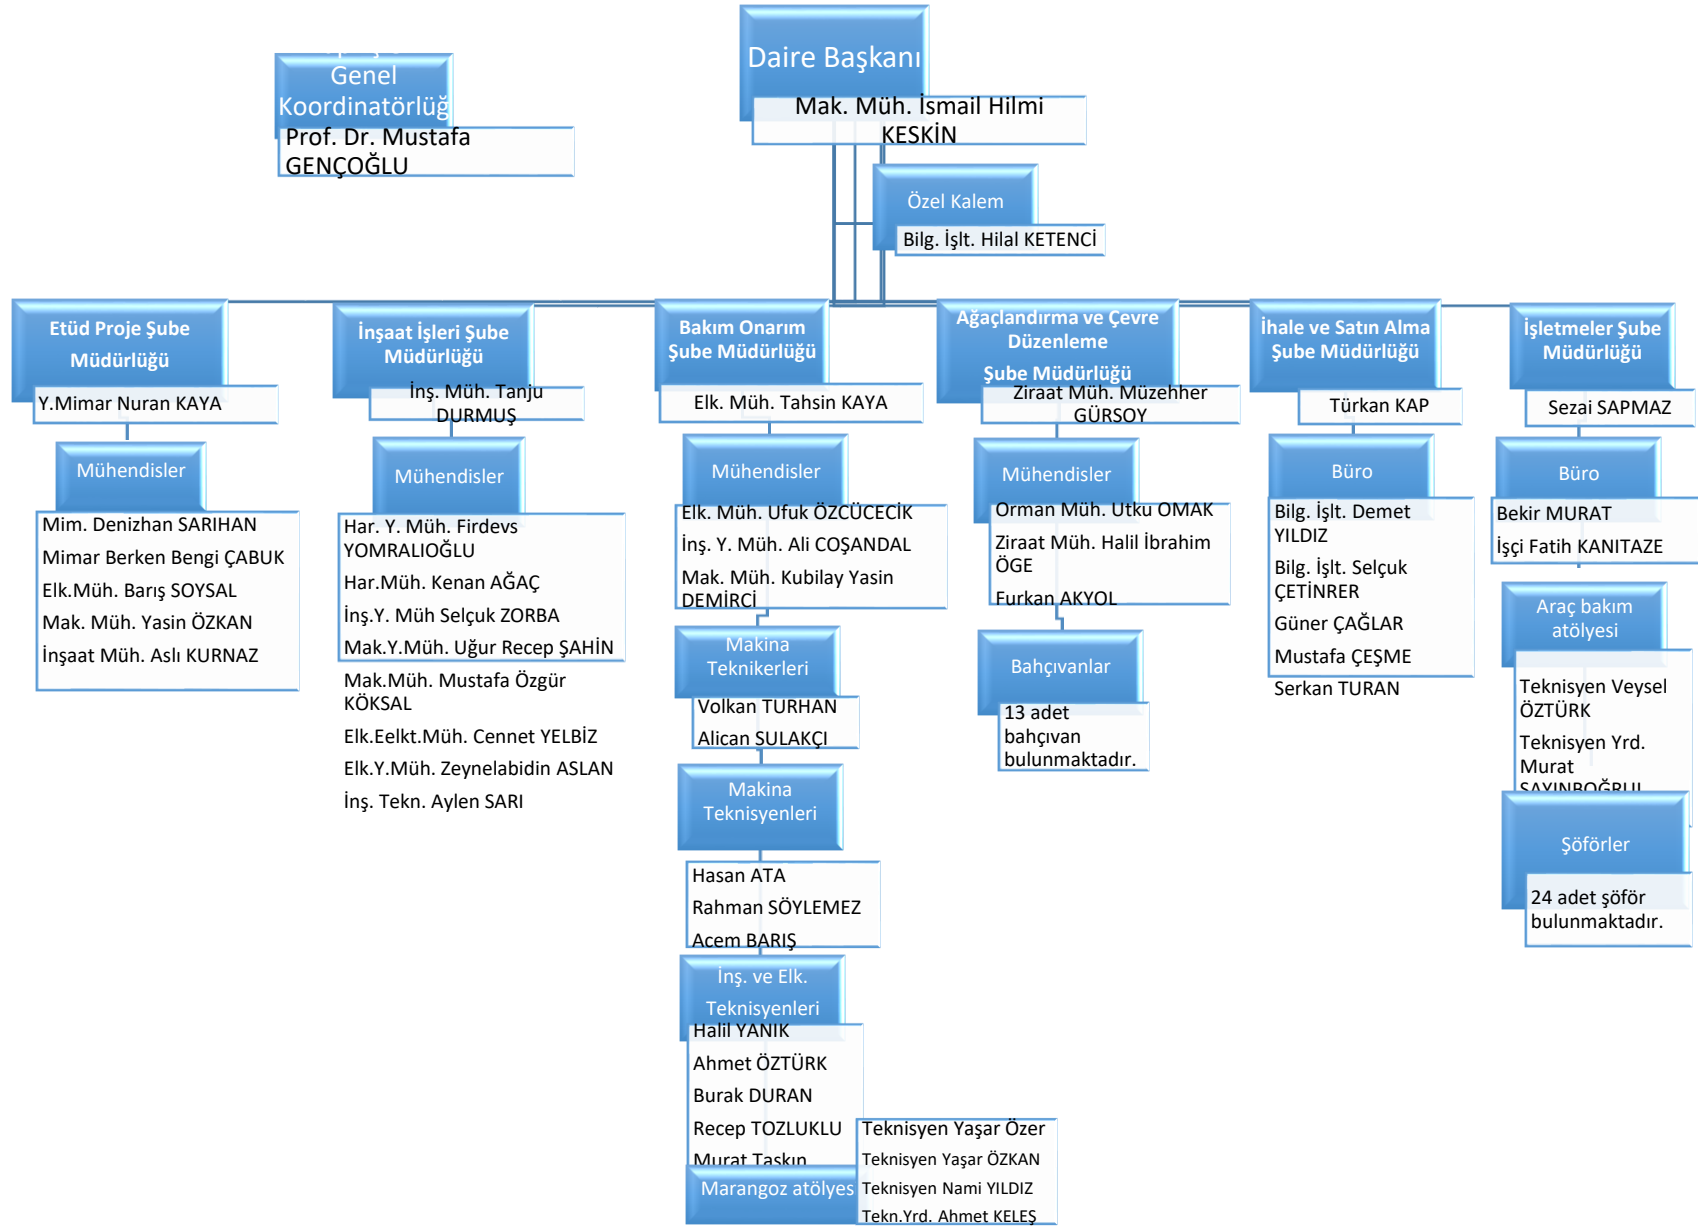 Genel
Koordinatörlüğ
Prof. Dr. Mustafa
GENÇOĞLU
Daire Başkanı
Mak. Müh. İsmail Hilmi
KESKİN
Özel Kalem
Bilg. İşlt. Hilal KETENCİ
Etüd Proje Şube
Müdürlüğü
Y.Mimar Nuran KAYA
Mühendisler
Mim. Denizhan SARIHAN
Mimar Berken Bengi ÇABUK
Elk.Müh. Barış SOYSAL
Mak. Müh. Yasin ÖZKAN
İnşaat Müh. Aslı KURNAZ
İnşaat İşleri Şube
Müdürlüğü
İnş. Müh. Tanju
DURMUŞ
Mühendisler
Har. Y. Müh. Firdevs
YOMRALIOĞLU
Har.Müh. Kenan AĞAÇ
İnş.Y. Müh Selçuk ZORBA
Mak.Y.Müh. Uğur Recep ŞAHİN
Mak.Müh. Mustafa Özgür
KÖKSAL
Elk.Eelkt.Müh. Cennet YELBİZ
Elk.Y.Müh. Zeynelabidin ASLAN
İnş. Tekn. Aylen SARI
Bakım Onarım
Şube Müdürlüğü
Elk. Müh. Tahsin KAYA
Mühendisler
Elk. Müh. Ufuk ÖZCÜCECİK
İnş. Y. Müh. Ali COŞANDAL
Mak. Müh. Kubilay Yasin
DEMİRCİ
Makina
Teknikerleri
Volkan TURHAN
Alican SULAKÇI
Makina
Teknisyenleri
Hasan ATA
Rahman SÖYLEMEZ
Acem BARIŞ
İnş. ve Elk.
Teknisyenleri
Halil YANIK
Ahmet ÖZTÜRK
Burak DURAN
Recep TOZLUKLU
Murat Taşkın
Marangoz atölyes
Teknisyen Yaşar Özer
Teknisyen Yaşar ÖZKAN
Teknisyen Nami YILDIZ
Tekn.Yrd. Ahmet KELEŞ
Ağaçlandırma ve Çevre
Düzenleme
Şube Müdürlüğü
Ziraat Müh. Müzehher
GÜRSOY
Mühendisler
Orman Müh. Utku OMAK
Ziraat Müh. Halil İbrahim
ÖGE
Furkan AKYOL
Bahçıvanlar
13 adet
bahçıvan
bulunmaktadır.
İhale ve Satın Alma
Şube Müdürlüğü
Türkan KAP
Büro
Bilg. İşlt. Demet
YILDIZ
Bilg. İşlt. Selçuk
ÇETİNRER
Güner ÇAĞLAR
Mustafa ÇEŞME
Serkan TURAN
İşletmeler Şube
Müdürlüğü
Sezai SAPMAZ
Büro
Bekir MURAT
İşçi Fatih KANITAZE
Araç bakım
atölyesi
Teknisyen Veysel
ÖZTÜRK
Teknisyen Yrd.
Murat
SAYINBOĞRUL
Şöförler
24 adet şöför
bulunmaktadır.